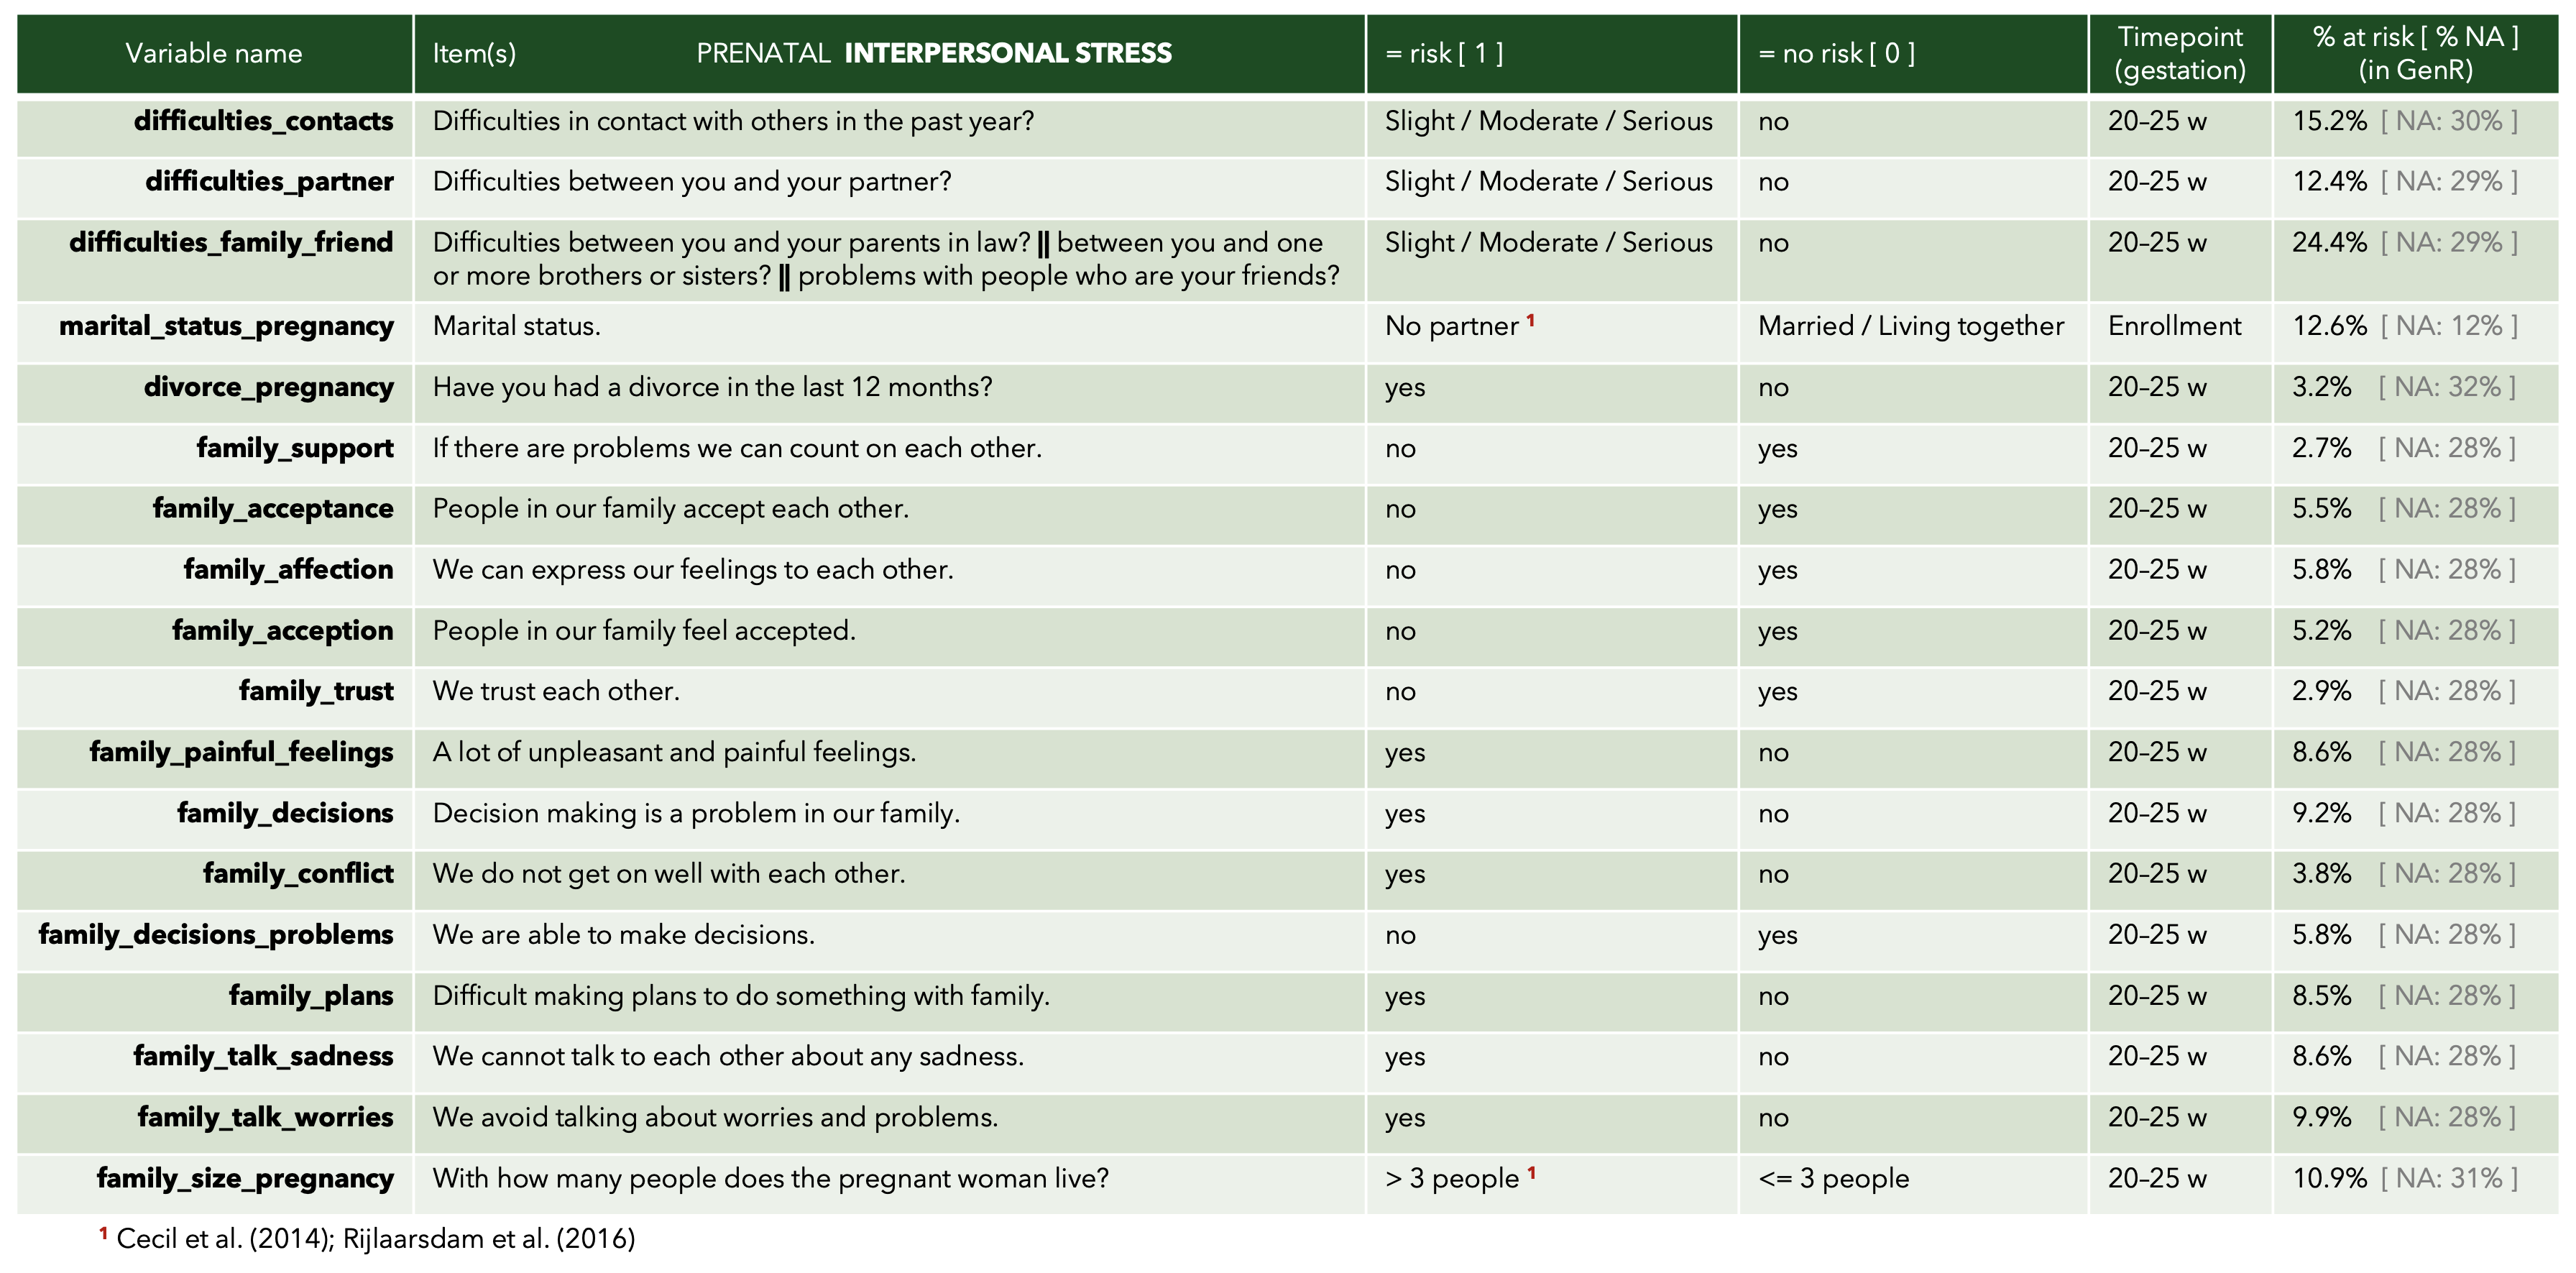 Variable name Item(s) PRENATAL INTERPERSONAL STRESS = risk [ 1 ] = no risk [ 0 ] Timepoint (gestation) % at risk [ % NA ] (in GenR)
difficulties_contacts Difficulties in contact with others in the past year? Slight / Moderate / Serious no 20–25 w 15.2% [ NA: 30% ]
difficulties_partner Difficulties between you and your partner? Slight / Moderate / Serious no 20–25 w 12.4% [ NA: 29% ]
difficulties_family_friend Difficulties between you and your parents in law? || between you and one Slight / Moderate / Serious no 20–25 w 24.4% [ NA: 29% ]
or more brothers or sisters? || problems with people who are your friends?
marital_status_pregnancy Marital status. No partner ¹ Married / Living together Enrollment 12.6% [ NA: 12% ]
divorce_pregnancy Have you had a divorce in the last 12 months? yes no 20–25 w 3.2% [ NA: 32% ]
family_support If there are problems we can count on each other. no yes 20–25 w 2.7% [ NA: 28% ]
family_acceptance People in our family accept each other. no yes 20–25 w 5.5% [ NA: 28% ]
family_affection We can express our feelings to each other. no yes 20–25 w 5.8% [ NA: 28% ]
family_acception People in our family feel accepted. no yes 20–25 w 5.2% [ NA: 28% ]
family_trust We trust each other. no yes 20–25 w 2.9% [ NA: 28% ]
family_painful_feelings A lot of unpleasant and painful feelings. yes no 20–25 w 8.6% [ NA: 28% ]
family_decisions Decision making is a problem in our family. yes no 20–25 w 9.2% [ NA: 28% ]
family_conflict We do not get on well with each other. yes no 20–25 w 3.8% [ NA: 28% ]
family_decisions_problems We are able to make decisions. no yes 20–25 w 5.8% [ NA: 28% ]
family_plans Difficult making plans to do something with family. yes no 20–25 w 8.5% [ NA: 28% ]
family_talk_sadness We cannot talk to each other about any sadness. yes no 20–25 w 8.6% [ NA: 28% ]
family_talk_worries We avoid talking about worries and problems. yes no 20–25 w 9.9% [ NA: 28% ]
family_size_pregnancy With how many people does the pregnant woman live? > 3 people ¹ <= 3 people 20–25 w 10.9% [ NA: 31% ]
¹ Cecil et al. (2014); Rijlaarsdam et al. (2016)